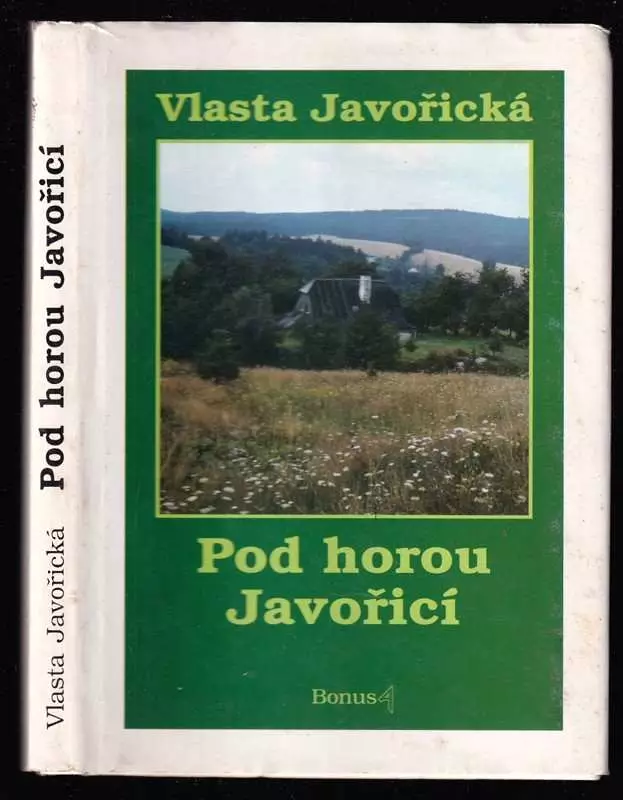 Vlasta Javořická
Pod horou
Javořicí
Bonus A
Vlasta Javořická Pod horou Javořicí